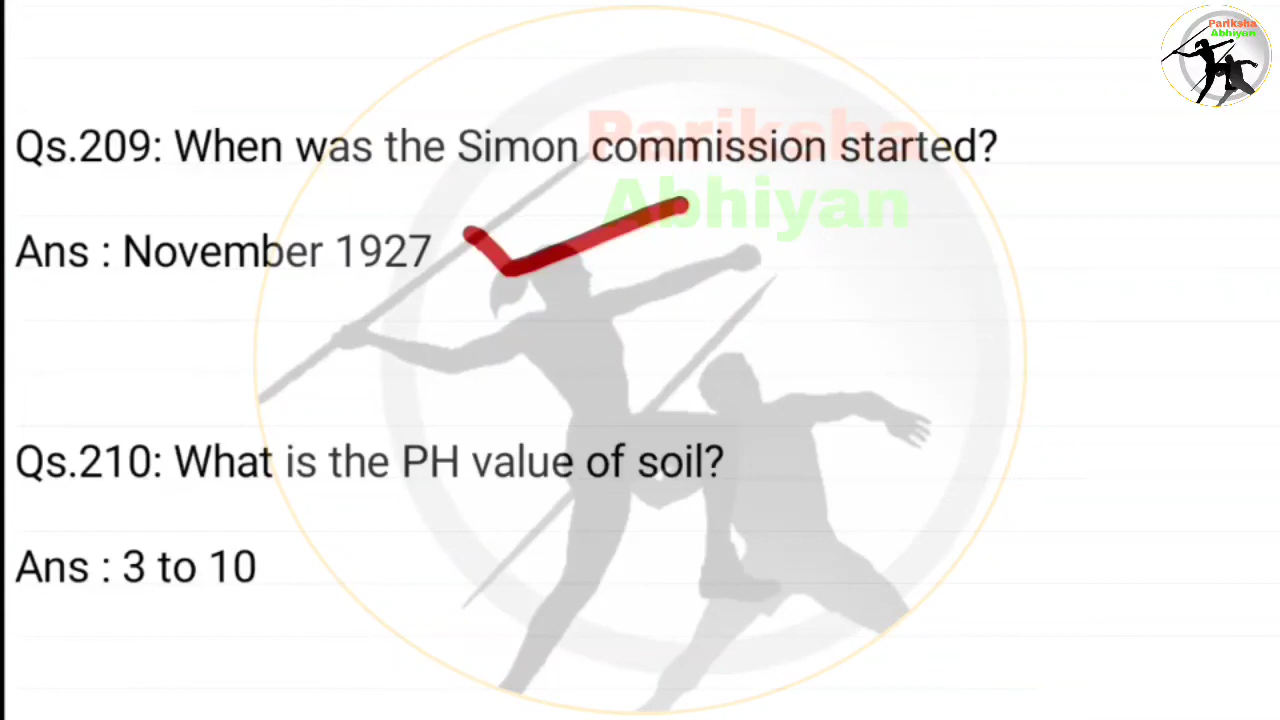 Pariksha
Abhiyan
Qs.209: When was the Simon commission started?
Pariksha
Abhiyan
Ans : November 1927
Qs.210: What is the PH value of soil?
Ans : 3 to 10